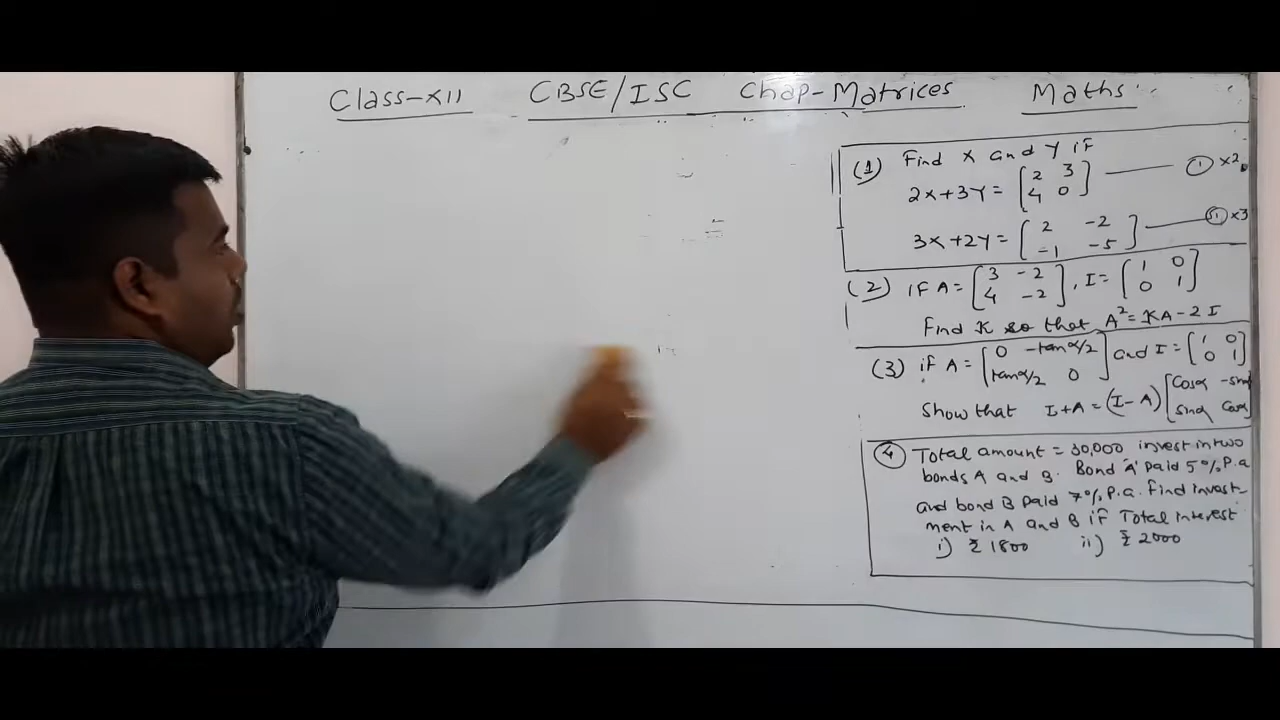 Class-XII CBSE/ISC Chap-Matrices Maths
(1) Find X and Y if
2X+3Y = [2 3 4 0] — (i) ×2
3X+2Y = [2 -2 -1 -5] — (ii) ×3
(2) if A = [3 -2 4 -2], I = [1 0 0 1]
Find K so that A² = KA - 2I
(3) if A = [0 -tanα/2 tanα/2 0] and I = [1 0 0 1]
Show that I+A = (I-A) [cosα -sinα sinα cosα]
(4) Total amount = 30,000 invest in two
bonds A and B. Bond 'A' paid 5% p.a
and bond B paid 7% p.a. Find invest-
ment in A and B if Total interest
i) ₹ 1800 ii) ₹ 2000